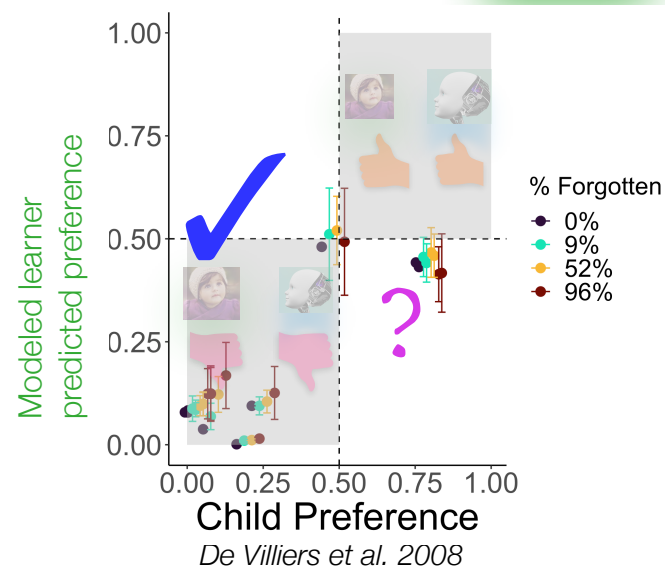 1.00
0.75
0.50
0.25
0.00
Modeled learner
predicted preference
?
% Forgotten
0%
9%
52%
96%
0.00 0.25 0.50 0.75 1.00
Child Preference
De Villiers et al. 2008